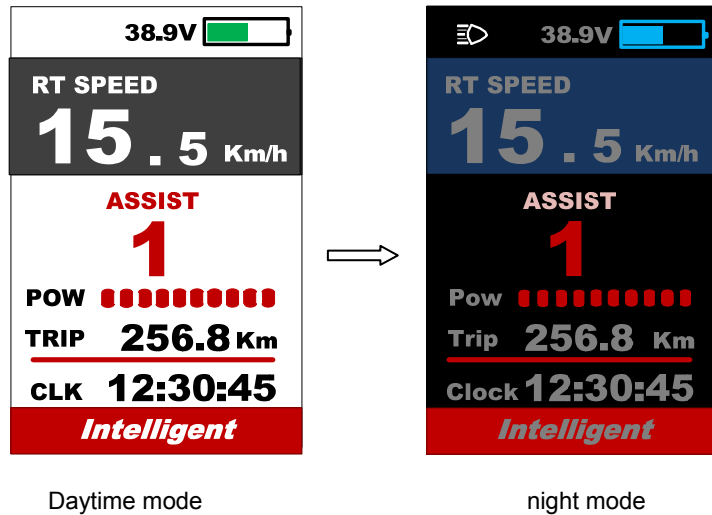 38.9V
RT SPEED
15.5 Km/h
ASSIST
1
POW
TRIP 256.8 Km
CLK 12:30:45
Intelligent
Daytime mode
38.9V
RT SPEED
15.5 Km/h
ASSIST
1
Pow
Trip 256.8 Km
Clock 12:30:45
Intelligent
night mode